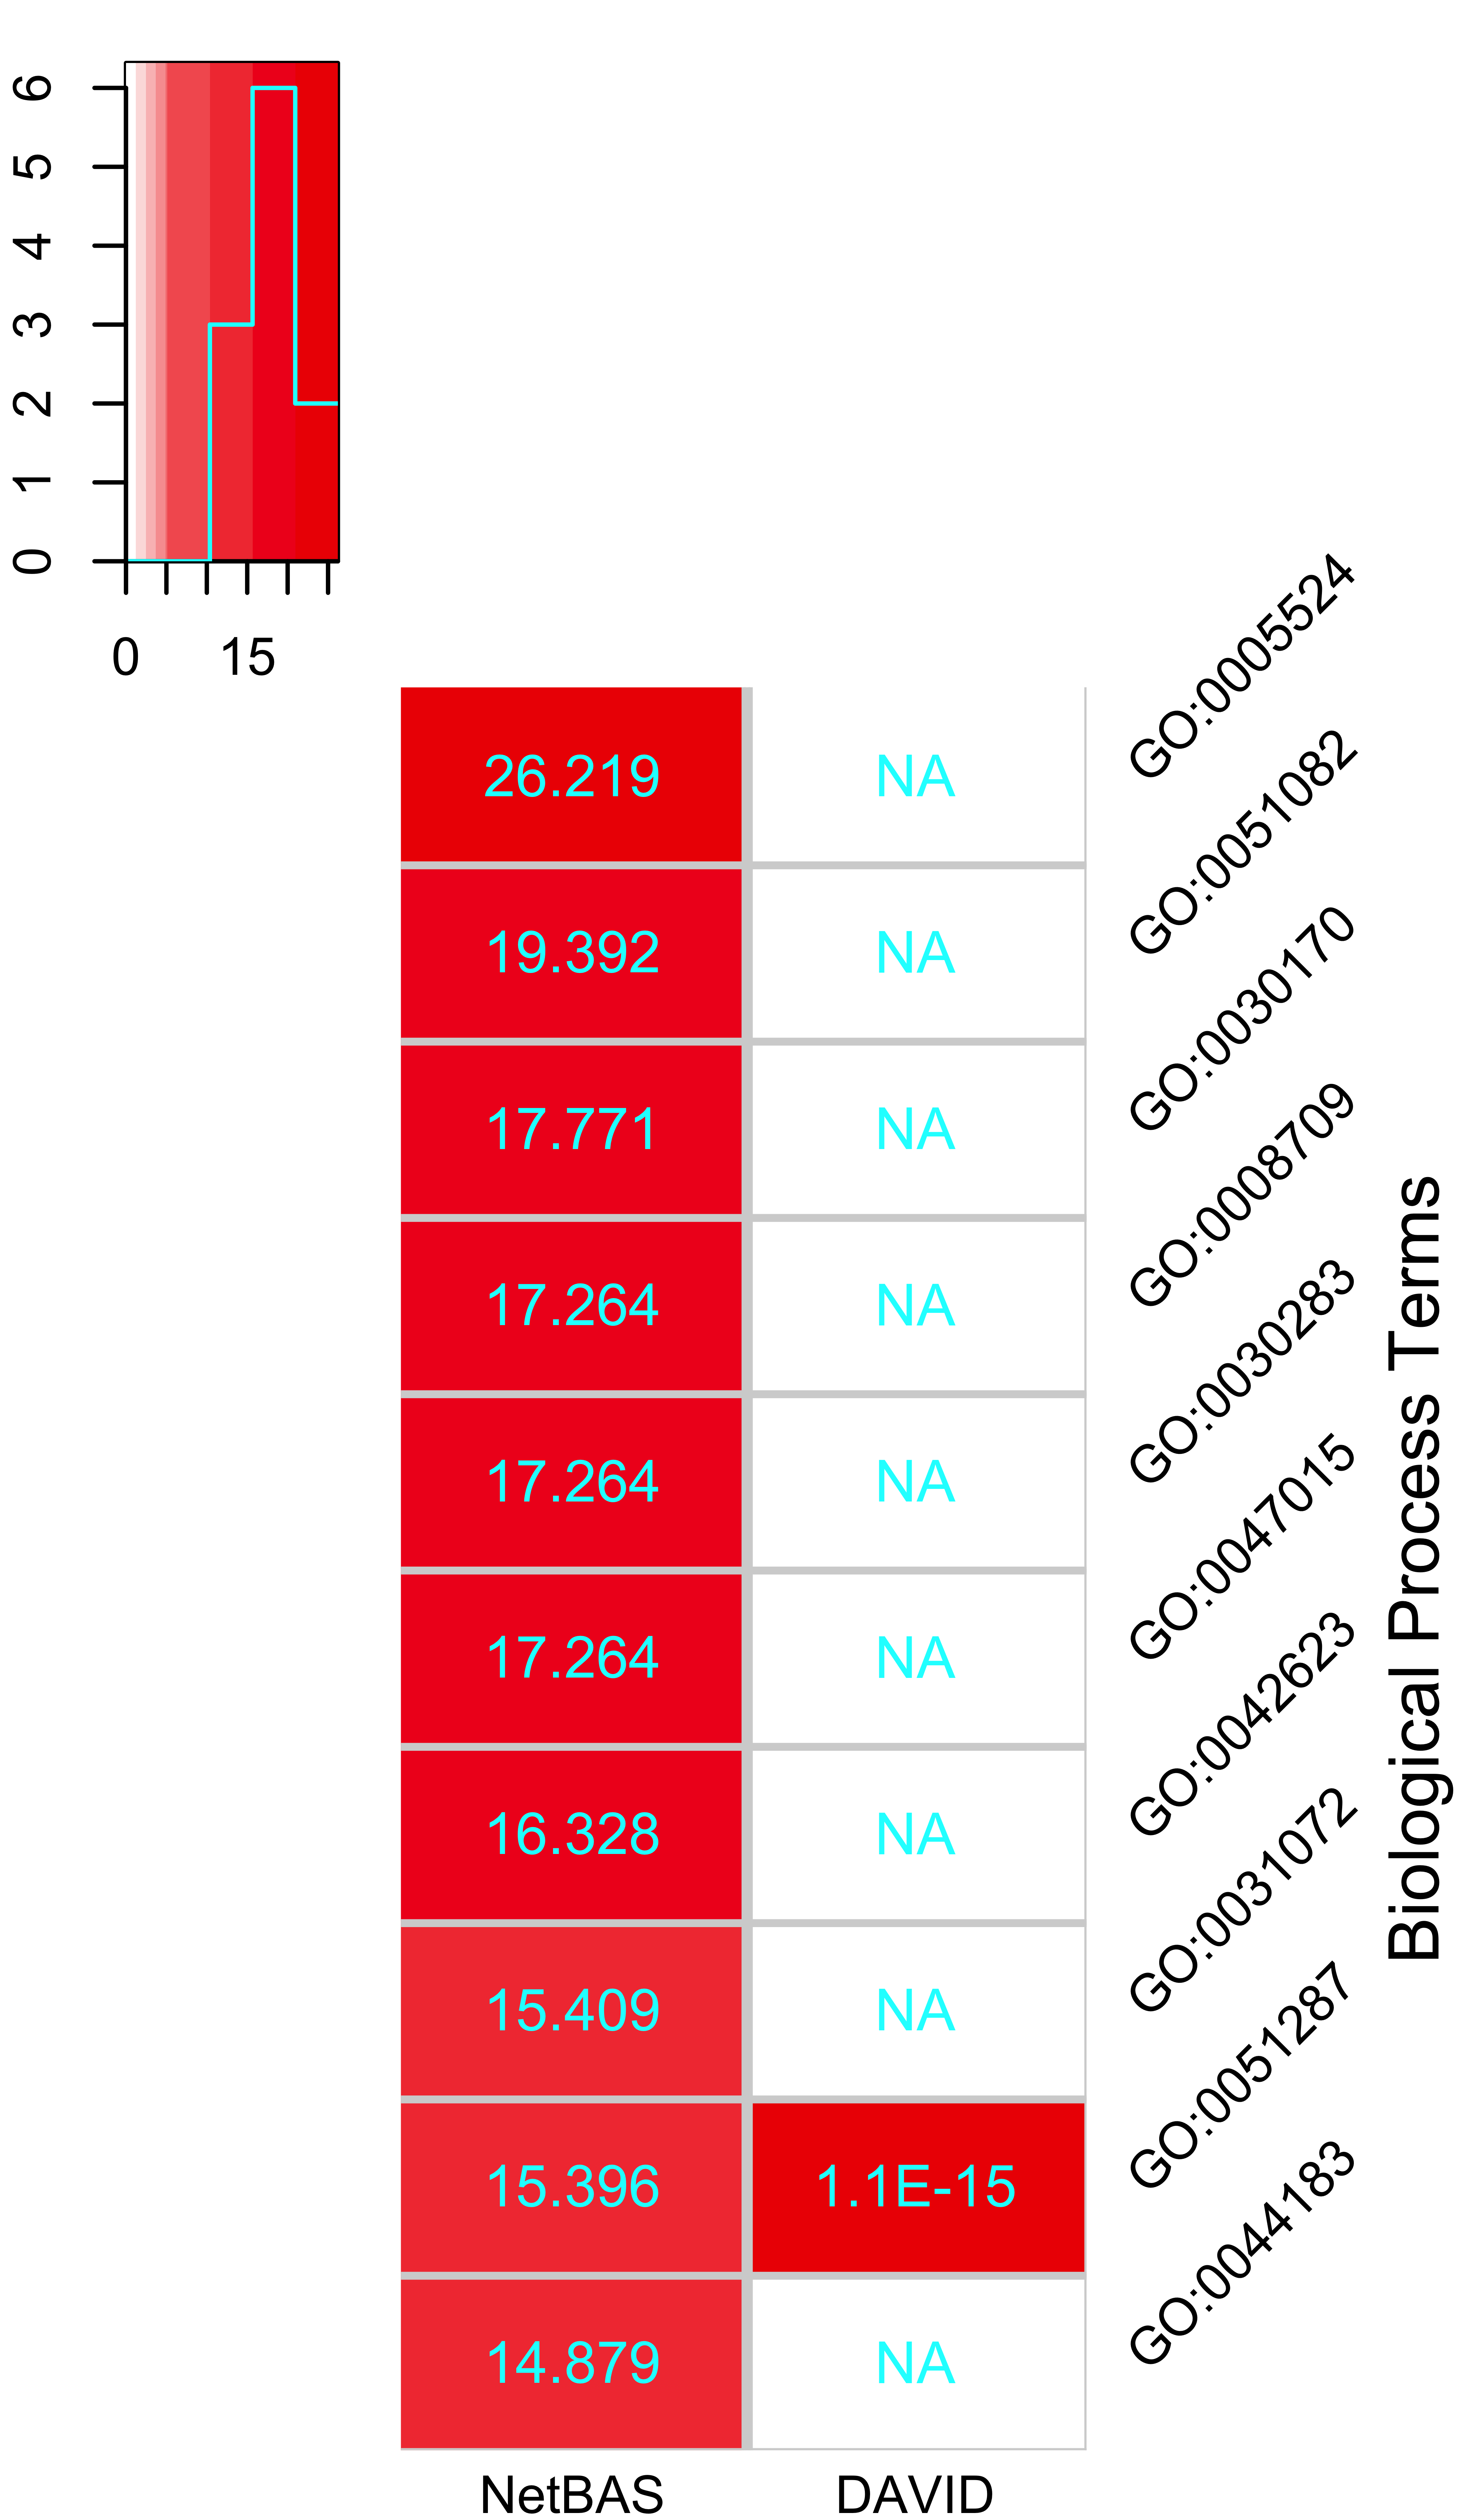 6
5
4
3
2
1
0
0 15
26.219 NA GO:0005524
19.392 NA GO:0051082
17.771 NA GO:0030170
17.264 NA GO:0008709
17.264 NA GO:0030283
17.264 NA GO:0047015
16.328 NA GO:0042623
15.409 NA GO:0031072
15.396 1.1E-15 GO:0051287
14.879 NA GO:0044183
NetBAS DAVID
Biological Process Terms